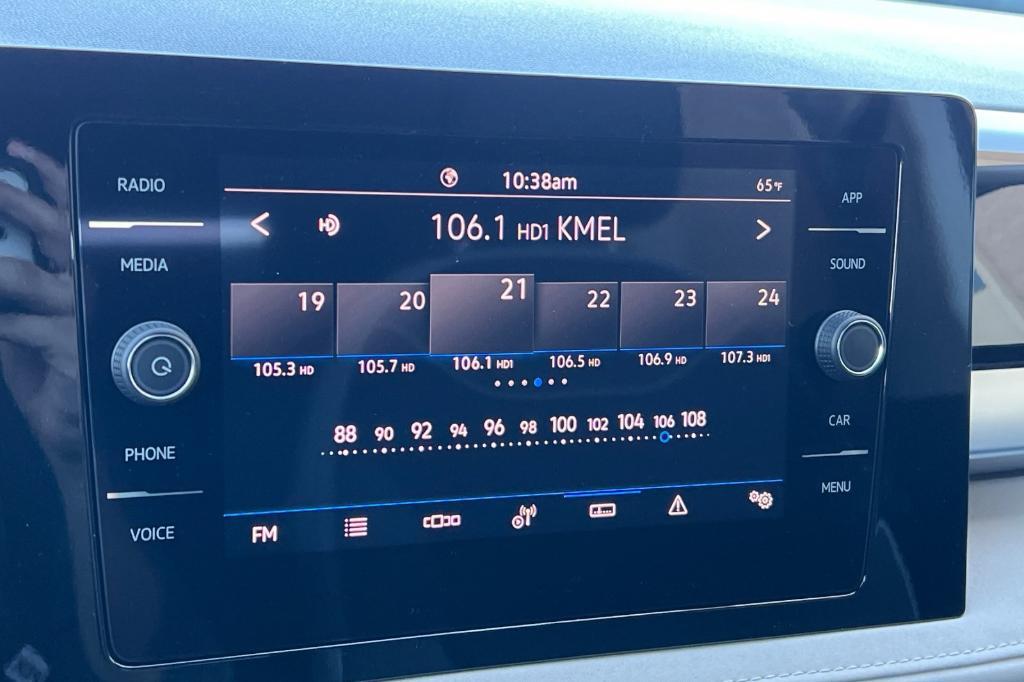 RADIO
MEDIA
PHONE
VOICE
10:38am
65°F
HD
106.1 HD1 KMEL
19 20 21 22 23 24
105.3 HD 105.7 HD 106.1 HD1 106.5 HD 106.9 HD 107.3 HD1
88 90 92 94 96 98 100 102 104 106 108
FM
APP
SOUND
CAR
MENU